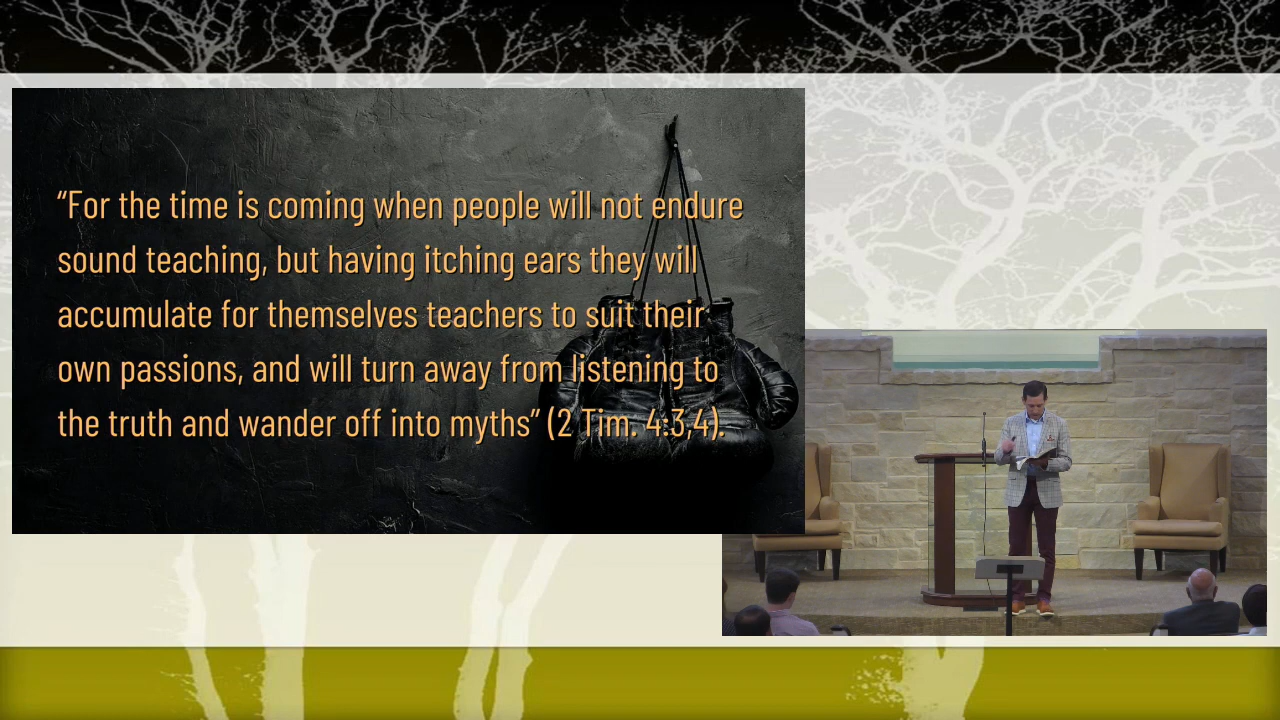 “For the time is coming when people will not endure
sound teaching, but having itching ears they will
accumulate for themselves teachers to suit their
own passions, and will turn away from listening to
the truth and wander off into myths” (2 Tim. 4:3,4).